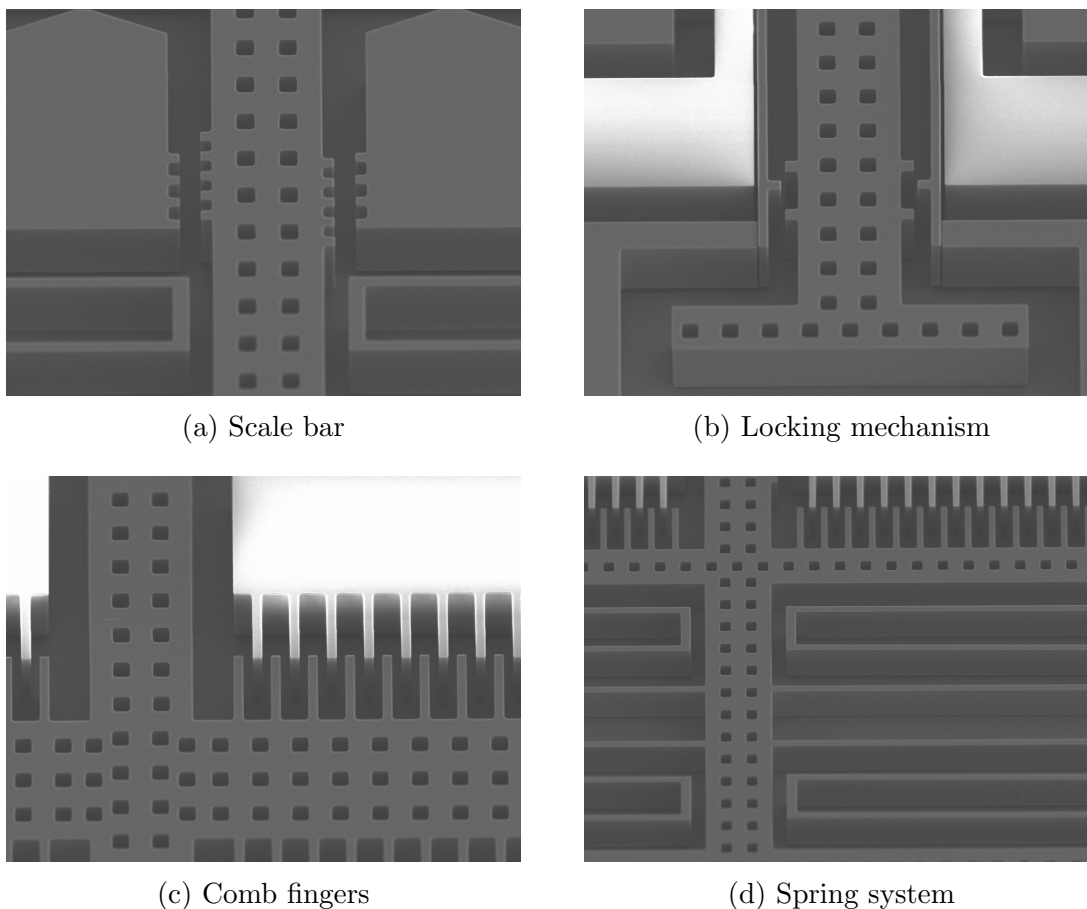 (a) Scale bar
(b) Locking mechanism
(c) Comb fingers
(d) Spring system